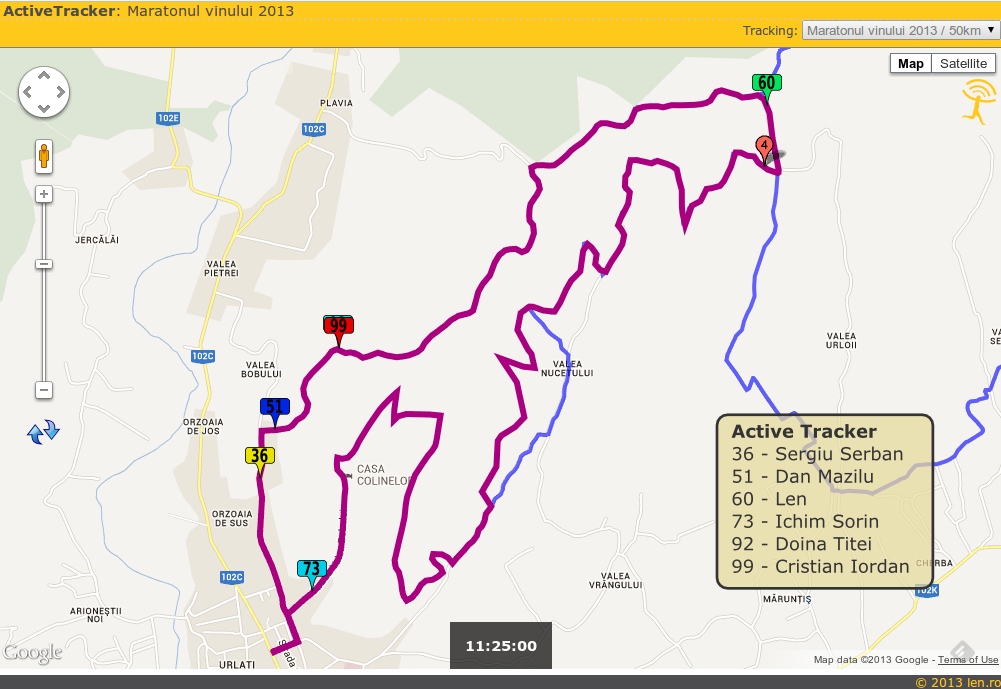 ActiveTracker: Maratonul vinului 2013
Tracking: Maratonul vinului 2013 / 50km
Map Satellite
60
PLAVIA
102E
102C
4
JERCĂLĂI
VALEA
PIETREI
99
VALEA
URLOII
102C
VALEA
BOBULUI
VALEA
NUCETULUI
51
ORZOAIA
DE JOS
36
Active Tracker
36 - Sergiu Serban
51 - Dan Mazilu
60 - Len
73 - Ichim Sorin
92 - Doina Titei
99 - Cristian Iordan
CASA
COLINELOR
ORZOAIA
DE SUS
73
102C
VALEA
VRÂNGULUI
102K
MĂRUNȚIȘ
ARIONEȘTII
NOI
11:25:00
Strada
URLATI
Google
Map data ©2013 Google - Terms of Use
© 2013 len.ro